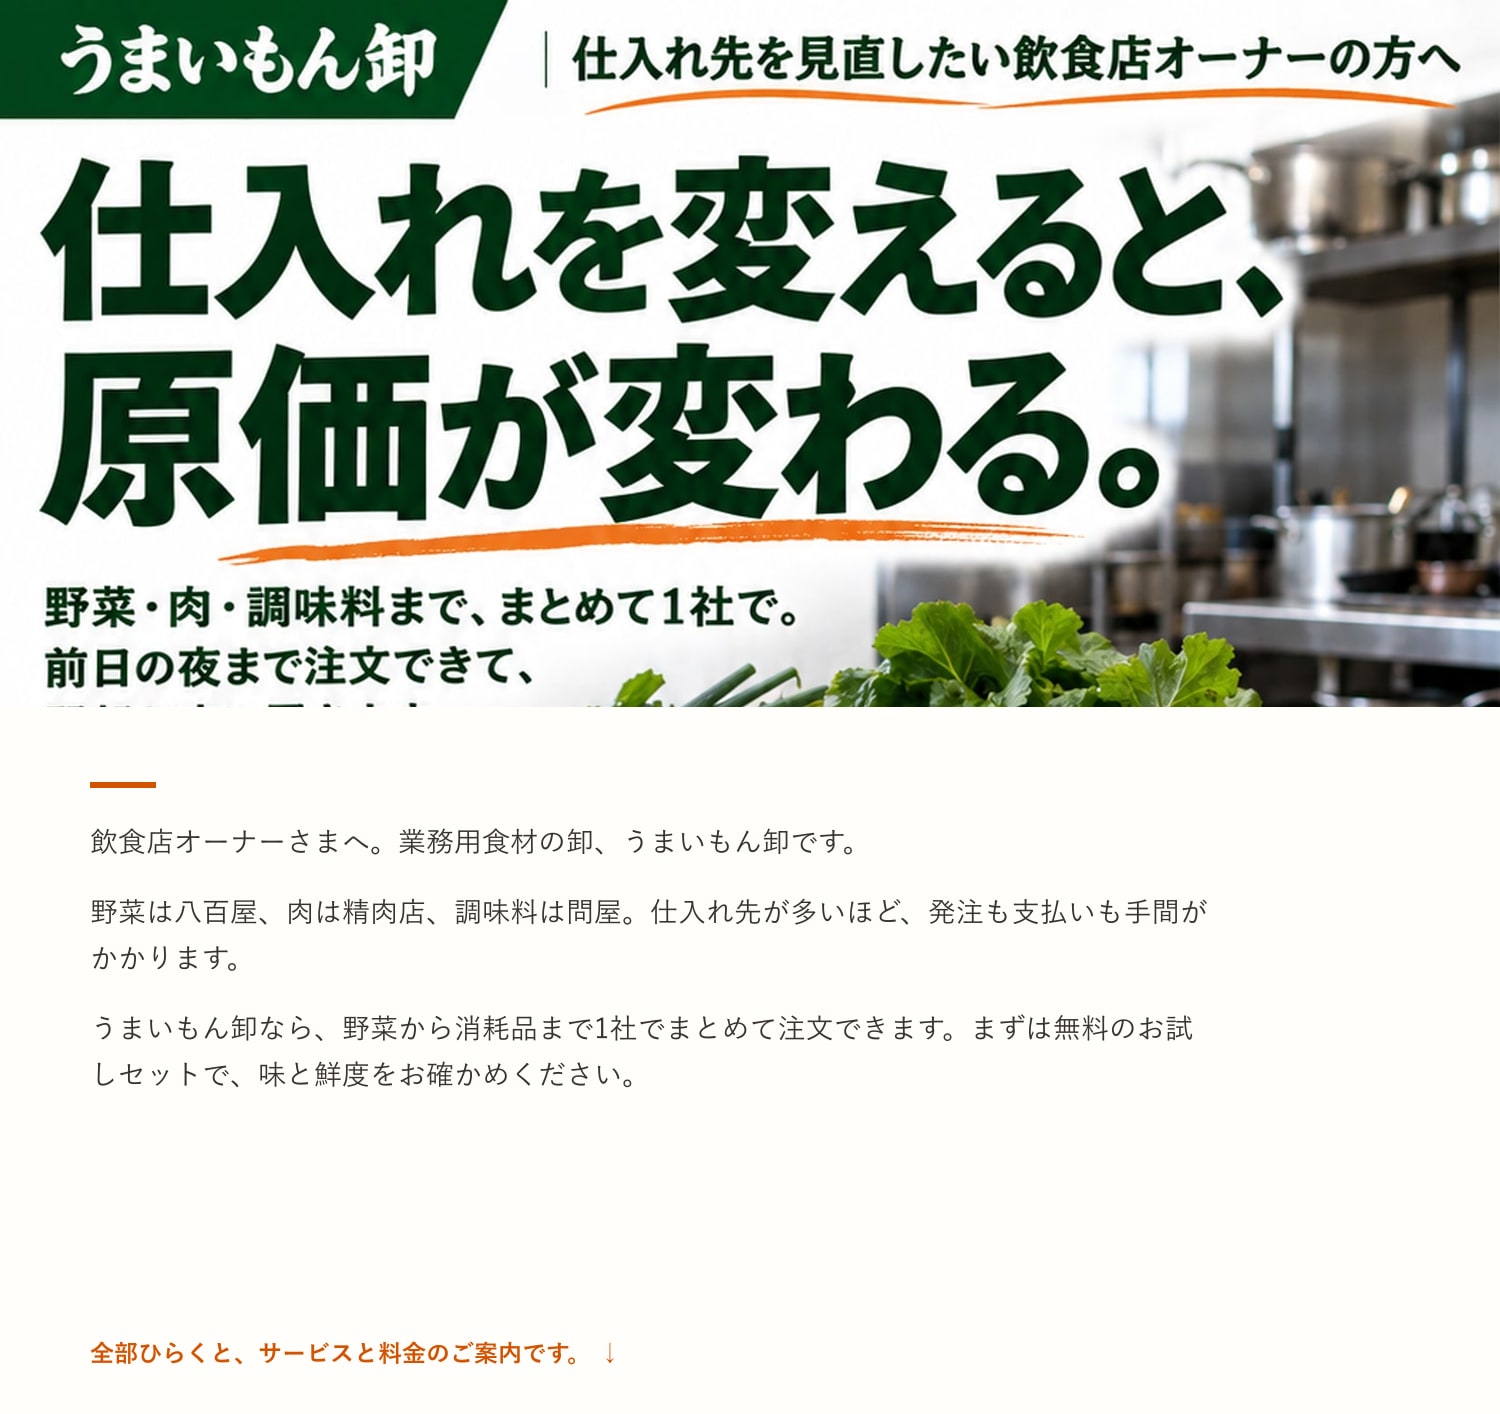 うまいもん卸
仕入れ先を見直したい飲食店オーナーの方へ
仕入れを変えると、
原価が変わる。
野菜・肉・調味料まで、まとめて1社で。
前日の夜まで注文できて、
飲食店オーナーさまへ。業務用食材の卸、うまいもん卸です。
野菜は八百屋、肉は精肉店、調味料は問屋。仕入れ先が多いほど、発注も支払いも手間が
かかります。
うまいもん卸なら、野菜から消耗品まで1社でまとめて注文できます。まずは無料のお試
しセットで、味と鮮度をお確かめください。
全部ひらくと、サービスと料金のご案内です。 ↓